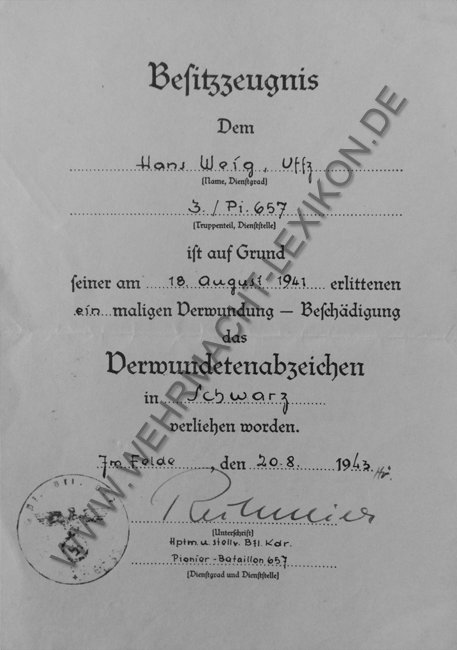 Besitzzeugnis
Dem
Hans Weig, Uffz
(Name, Dienstgrad)
3./Pi. 657
(Truppenteil, Dienststelle)
ist auf Grund
seiner am 18. August 1941 erlittenen
ein maligen Verwundung – Beschädigung
das
Verwundetenabzeichen
in Schwarz
verliehen worden.
Im Felde, den 20.8. 1943.
(Unterschrift)
Hptm. u. stellv. Btl. Kdr.
Pionier-Bataillon 657
(Dienstgrad und Dienststelle)
WWW.WEHRMACHT-LEXIKON.DE